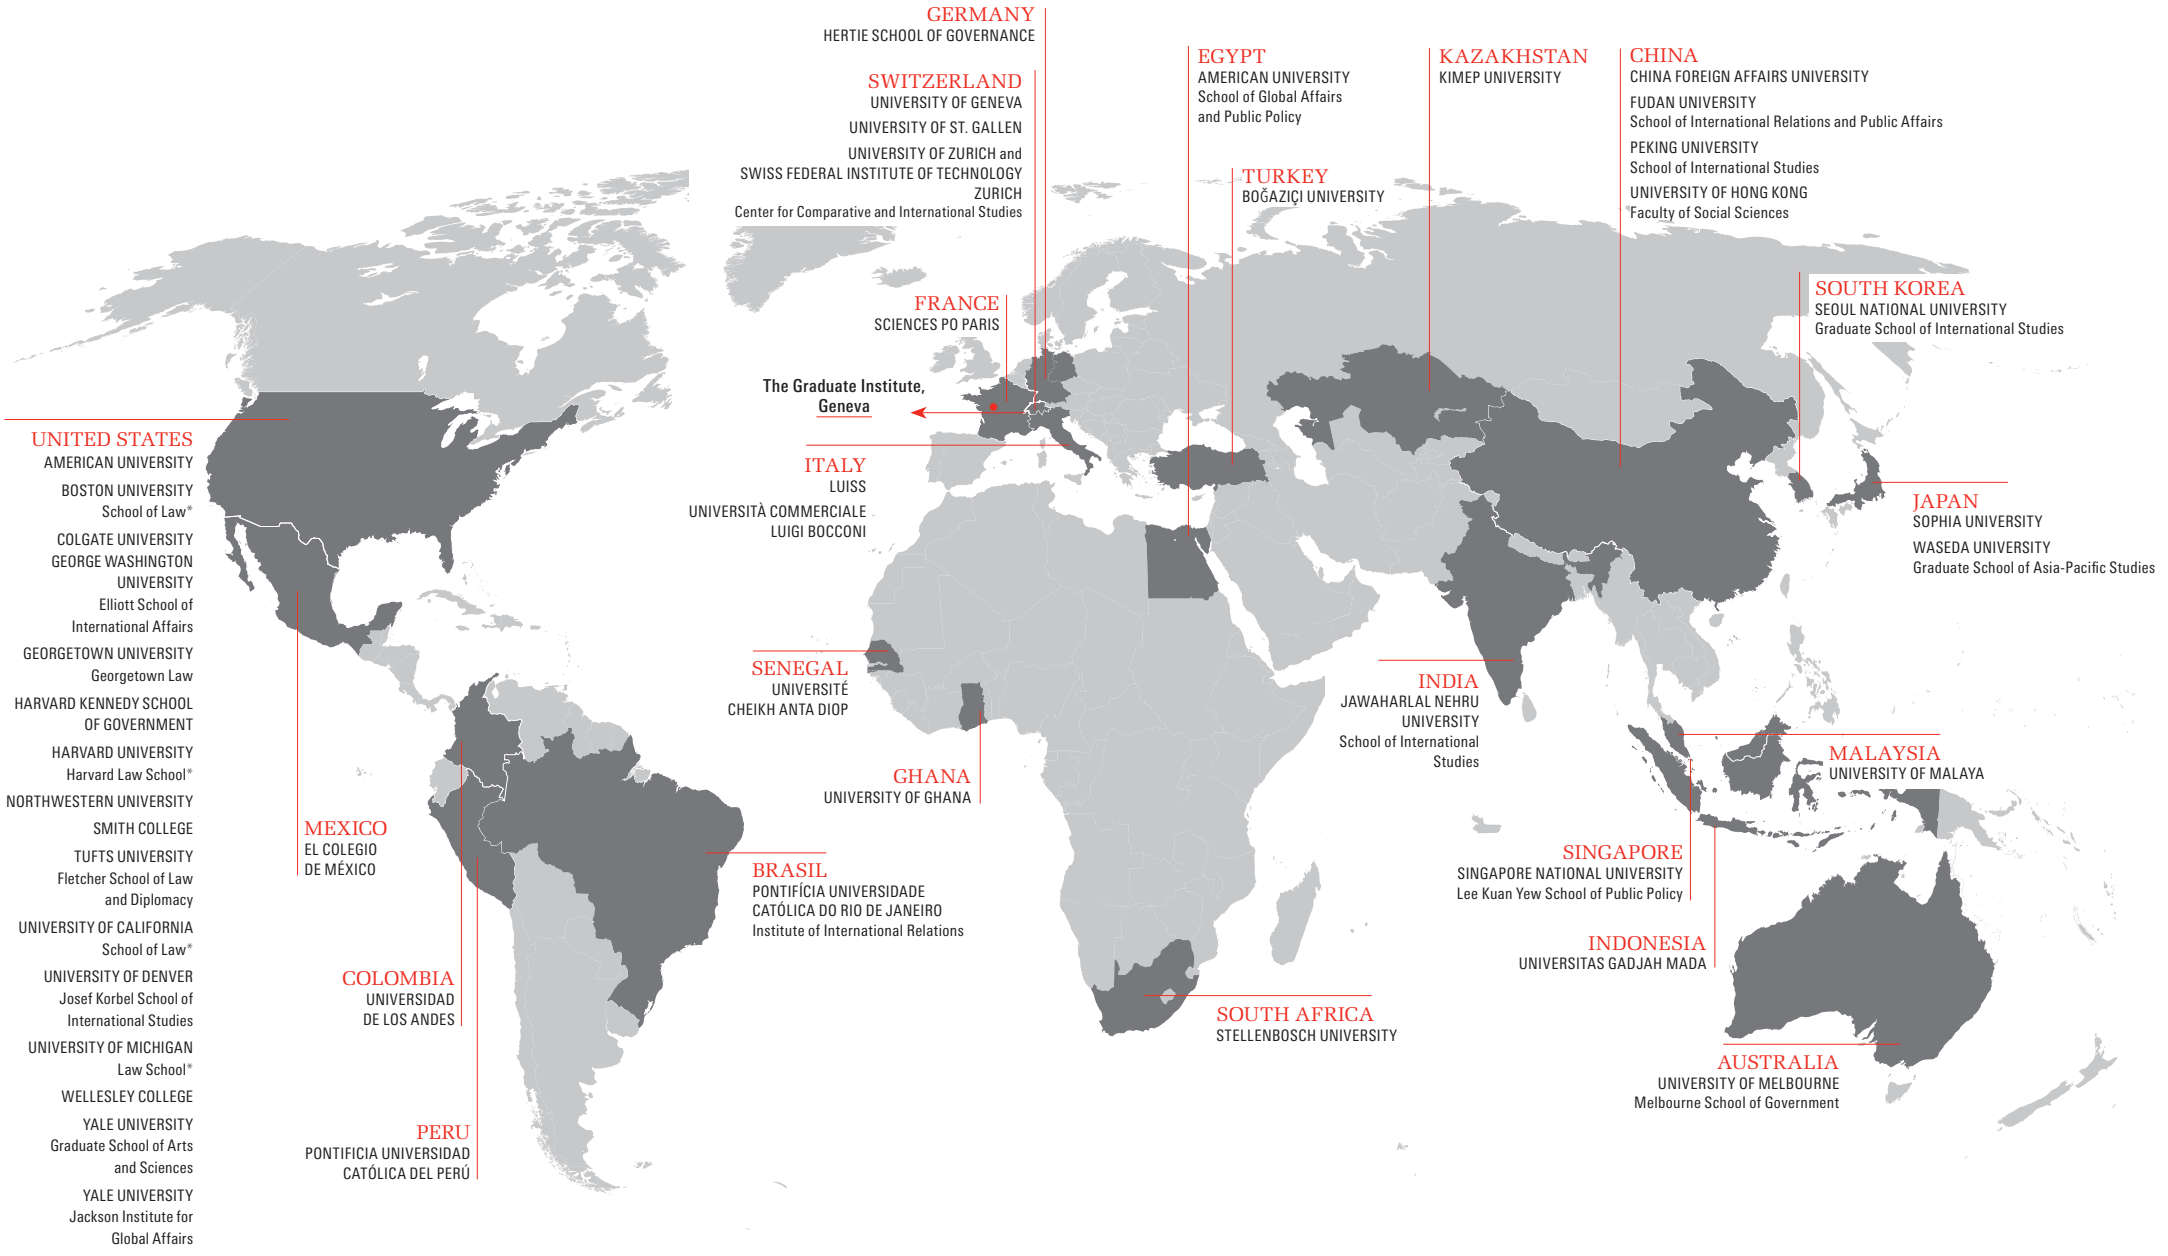 GERMANY
HERTIE SCHOOL OF GOVERNANCE
SWITZERLAND
UNIVERSITY OF GENEVA
UNIVERSITY OF ST. GALLEN
UNIVERSITY OF ZURICH and
SWISS FEDERAL INSTITUTE OF TECHNOLOGY
ZURICH
Center for Comparative and International Studies
EGYPT
AMERICAN UNIVERSITY
School of Global Affairs
and Public Policy
TURKEY
BOĞAZIÇI UNIVERSITY
KAZAKHSTAN
KIMEP UNIVERSITY
CHINA
CHINA FOREIGN AFFAIRS UNIVERSITY
FUDAN UNIVERSITY
School of International Relations and Public Affairs
PEKING UNIVERSITY
School of International Studies
UNIVERSITY OF HONG KONG
Faculty of Social Sciences
SOUTH KOREA
SEOUL NATIONAL UNIVERSITY
Graduate School of International Studies
FRANCE
SCIENCES PO PARIS
The Graduate Institute,
Geneva
ITALY
LUISS
UNIVERSITÀ COMMERCIALE
LUIGI BOCCONI
JAPAN
SOPHIA UNIVERSITY
WASEDA UNIVERSITY
Graduate School of Asia-Pacific Studies
UNITED STATES
AMERICAN UNIVERSITY
BOSTON UNIVERSITY
School of Law*
COLGATE UNIVERSITY
GEORGE WASHINGTON
UNIVERSITY
Elliott School of
International Affairs
GEORGETOWN UNIVERSITY
Georgetown Law
HARVARD KENNEDY SCHOOL
OF GOVERNMENT
HARVARD UNIVERSITY
Harvard Law School*
NORTHWESTERN UNIVERSITY
SMITH COLLEGE
TUFTS UNIVERSITY
Fletcher School of Law
and Diplomacy
UNIVERSITY OF CALIFORNIA
School of Law*
UNIVERSITY OF DENVER
Josef Korbel School of
International Studies
UNIVERSITY OF MICHIGAN
Law School*
WELLESLEY COLLEGE
YALE UNIVERSITY
Graduate School of Arts
and Sciences
YALE UNIVERSITY
Jackson Institute for
Global Affairs
SENEGAL
UNIVERSITÉ
CHEIKH ANTA DIOP
GHANA
UNIVERSITY OF GHANA
INDIA
JAWAHARLAL NEHRU
UNIVERSITY
School of International
Studies
MALAYSIA
UNIVERSITY OF MALAYA
MEXICO
EL COLEGIO
DE MÉXICO
BRASIL
PONTIFÍCIA UNIVERSIDADE
CATÓLICA DO RIO DE JANEIRO
Institute of International Relations
SINGAPORE
SINGAPORE NATIONAL UNIVERSITY
Lee Kuan Yew School of Public Policy
INDONESIA
UNIVERSITAS GADJAH MADA
COLOMBIA
UNIVERSIDAD
DE LOS ANDES
SOUTH AFRICA
STELLENBOSCH UNIVERSITY
AUSTRALIA
UNIVERSITY OF MELBOURNE
Melbourne School of Government
PERU
PONTIFICIA UNIVERSIDAD
CATÓLICA DEL PERÚ